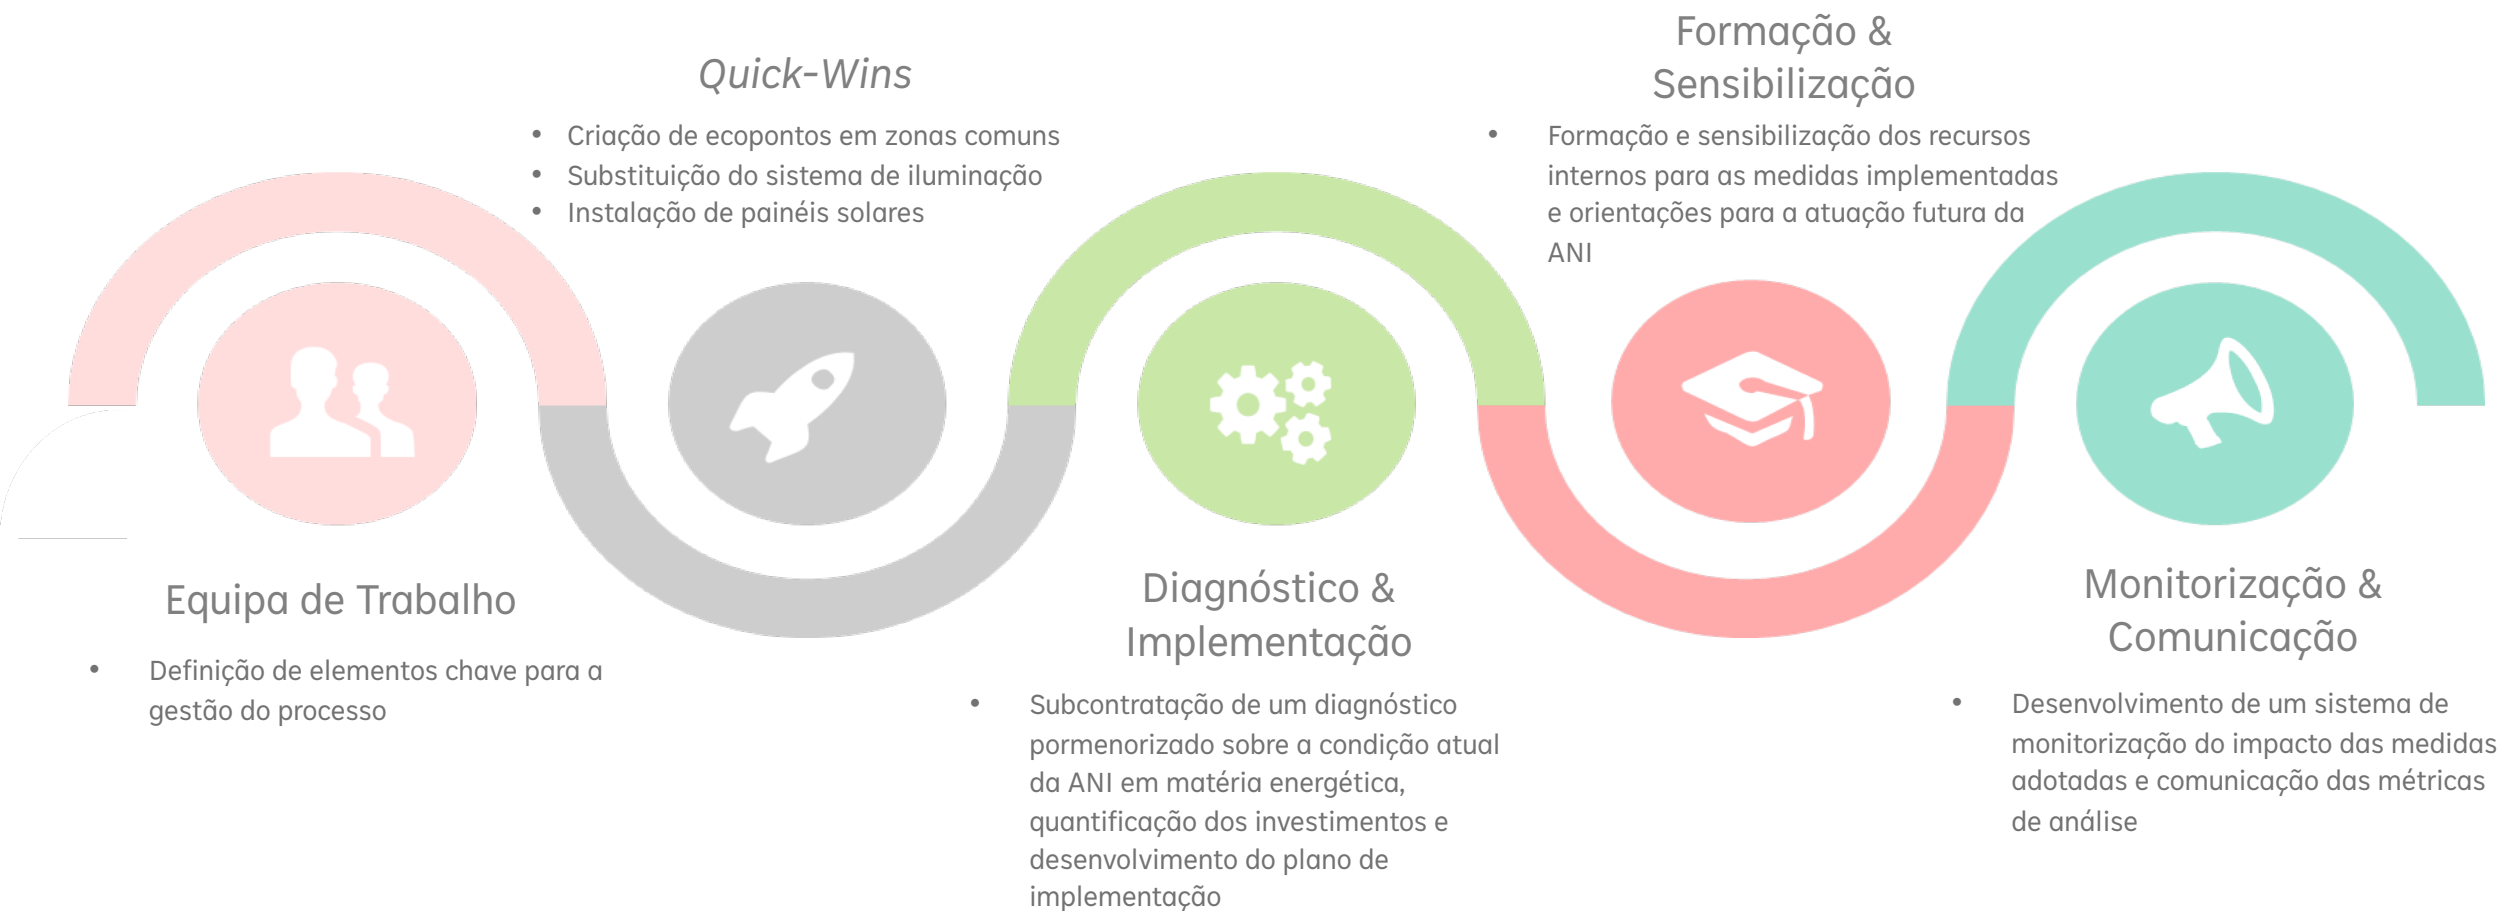 Equipa de Trabalho
• Definição de elementos chave para a
gestão do processo
Quick-Wins
• Criação de ecopontos em zonas comuns
• Substituição do sistema de iluminação
• Instalação de painéis solares
Diagnóstico &
Implementação
• Subcontratação de um diagnóstico
pormenorizado sobre a condição atual
da ANI em matéria energética,
quantificação dos investimentos e
desenvolvimento do plano de
implementação
Formação &
Sensibilização
• Formação e sensibilização dos recursos
internos para as medidas implementadas
e orientações para a atuação futura da
ANI
Monitorização &
Comunicação
• Desenvolvimento de um sistema de
monitorização do impacto das medidas
adotadas e comunicação das métricas
de análise